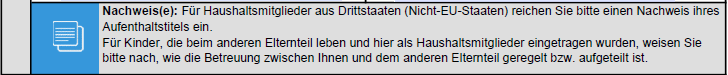 Nachweis(e): Für Haushaltsmitglieder aus Drittstaaten (Nicht-EU-Staaten) reichen Sie bitte einen Nachweis ihres
Aufenthaltstitels ein.
Für Kinder, die beim anderen Elternteil leben und hier als Haushaltsmitglieder eingetragen wurden, weisen Sie
bitte nach, wie die Betreuung zwischen Ihnen und dem anderen Elternteil geregelt bzw. aufgeteilt ist.